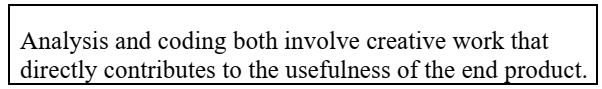 Analysis and coding both involve creative work that
directly contributes to the usefulness of the end product.